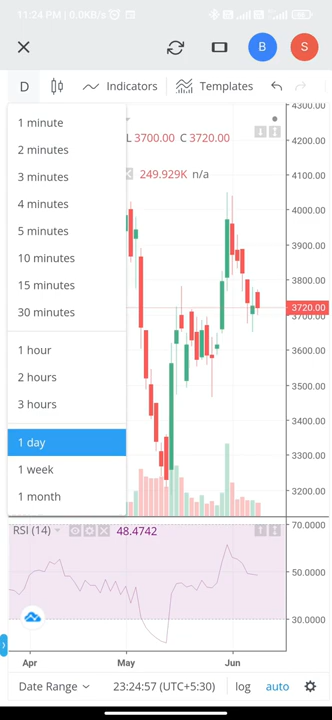 11:24 PM | 0.0KB/s
B
S
D
Indicators
Templates
1 minute
2 minutes
3 minutes
4 minutes
5 minutes
10 minutes
15 minutes
30 minutes
1 hour
2 hours
3 hours
1 day
1 week
1 month
L 3700.00 C 3720.00
249.929K n/a
4300.00
4000.00
3900.00
3800.00
3720.00
3700.00
3600.00
3500.00
3400.00
3300.00
3200.00
RSI (14)
48.4742
70.0000
50.0000
30.0000
Apr
May
Jun
Date Range
23:24:57 (UTC+5:30)
log
auto